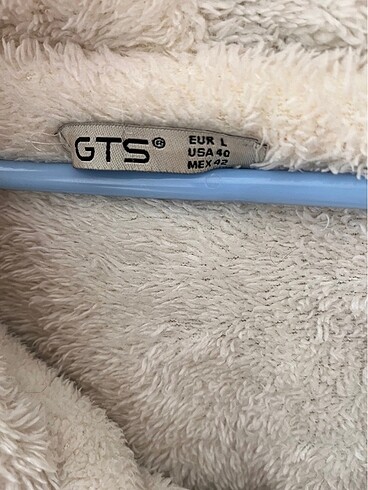 GTS®
EUR L
USA 40
MEX 42